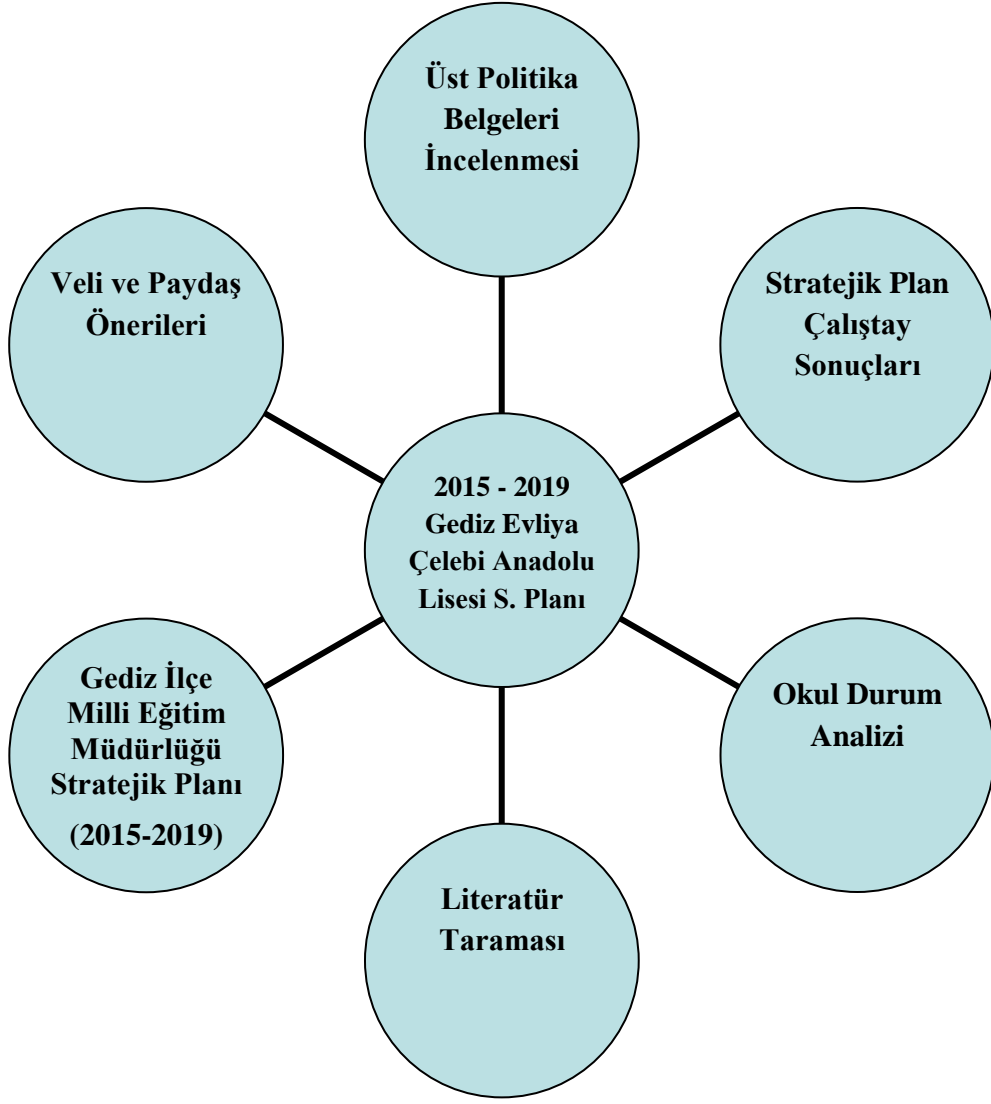 Üst Politika
Belgeleri
İncelenmesi
Veli ve Paydaş
Önerileri
Stratejik Plan
Çalıştay
Sonuçları
2015 - 2019
Gediz Evliya
Çelebi Anadolu
Lisesi S. Planı
Gediz İlçe
Milli Eğitim
Müdürlüğü
Stratejik Planı
(2015-2019)
Okul Durum
Analizi
Literatür
Taraması